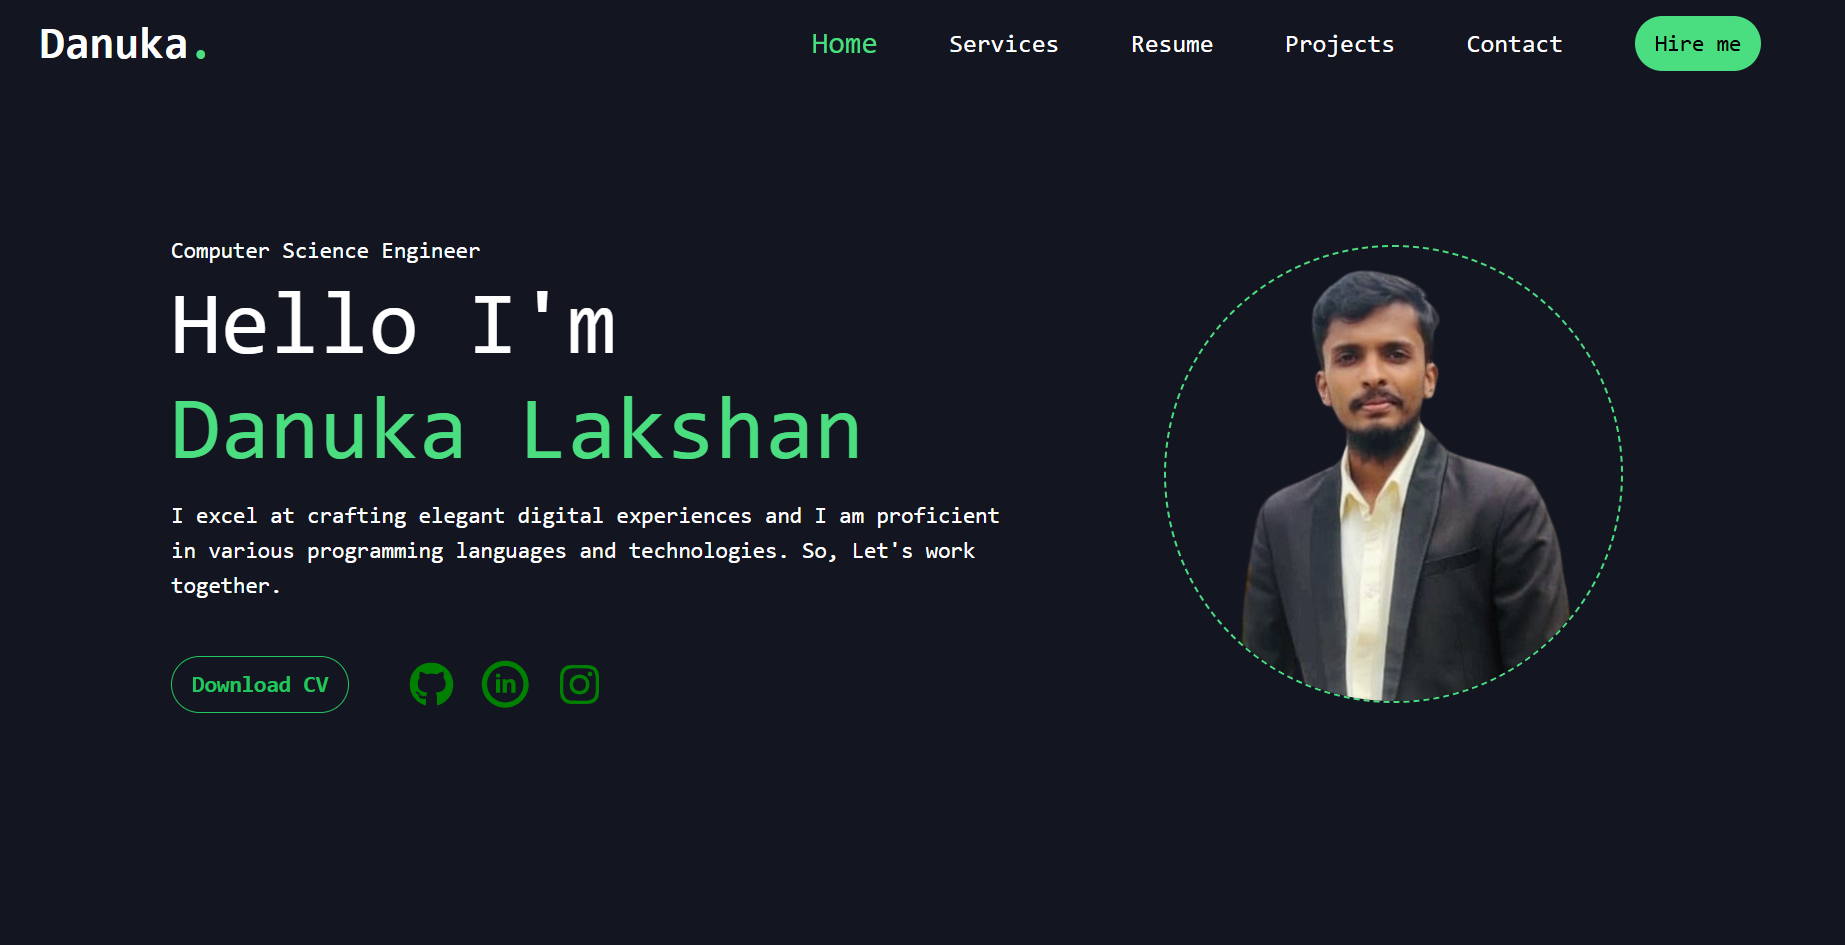 Danuka.
Home Services Resume Projects Contact Hire me
Computer Science Engineer
Hello I'm
Danuka Lakshan
I excel at crafting elegant digital experiences and I am proficient
in various programming languages and technologies. So, Let's work
together.
Download CV
in